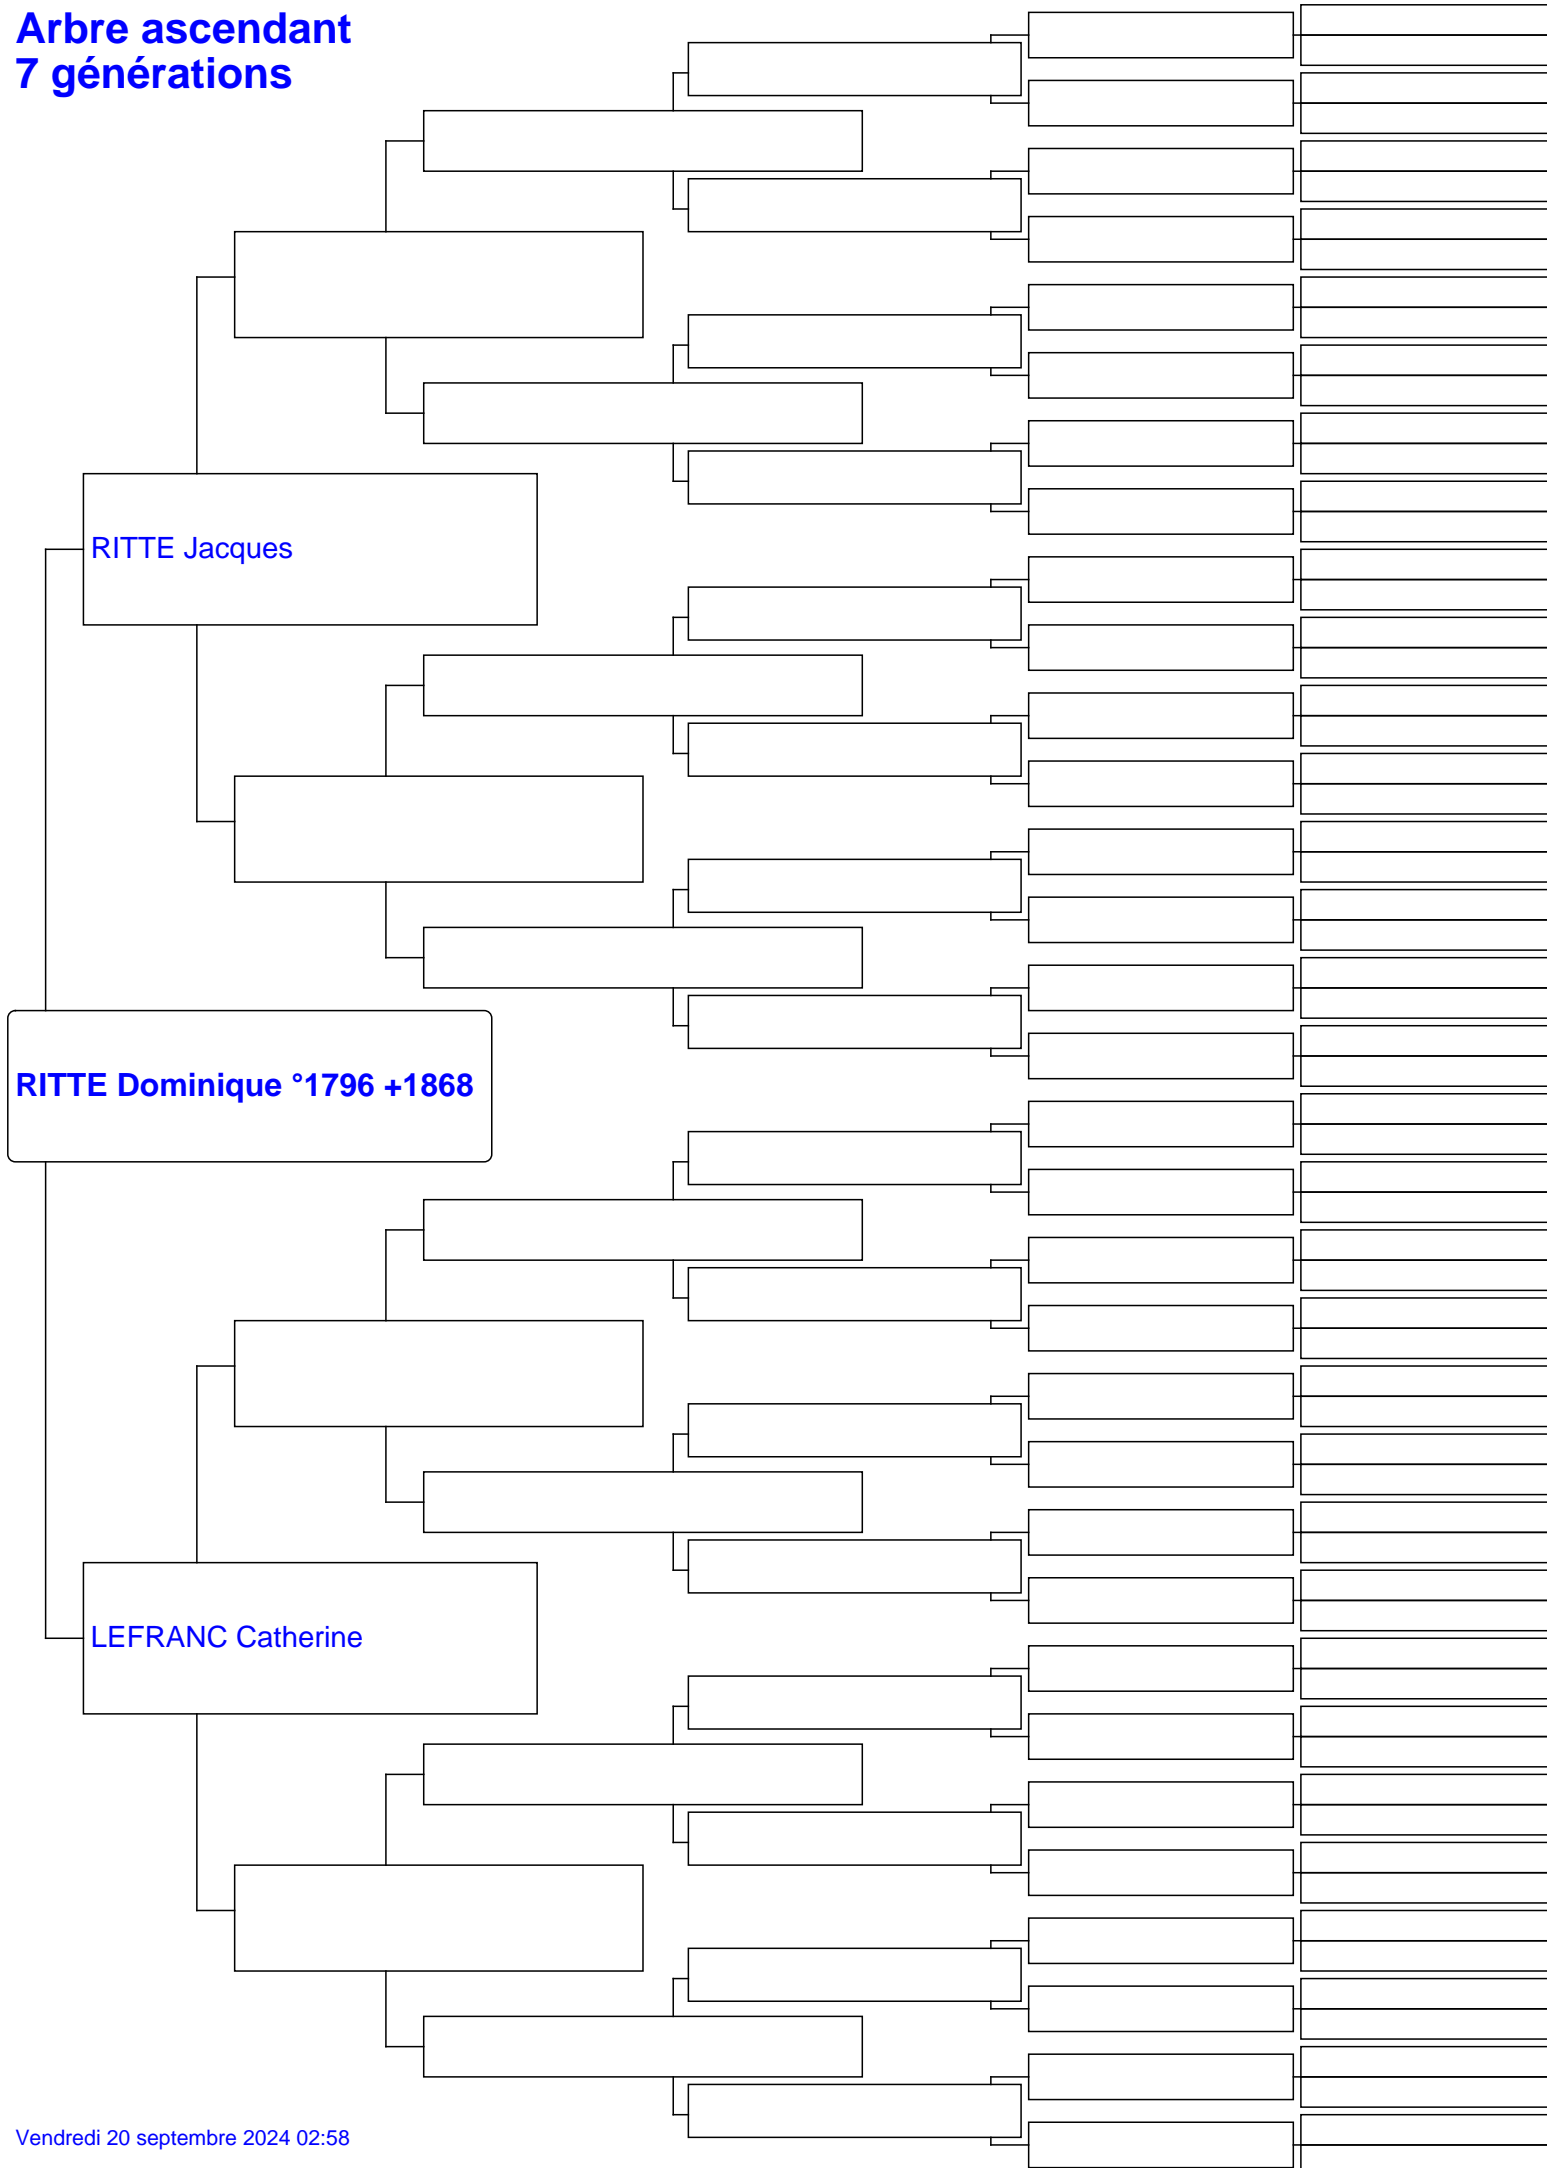 Arbre ascendant
7 générations
RITTE Jacques
RITTE Dominique °1796 +1868
LEFRANC Catherine
Vendredi 20 septembre 2024 02:58